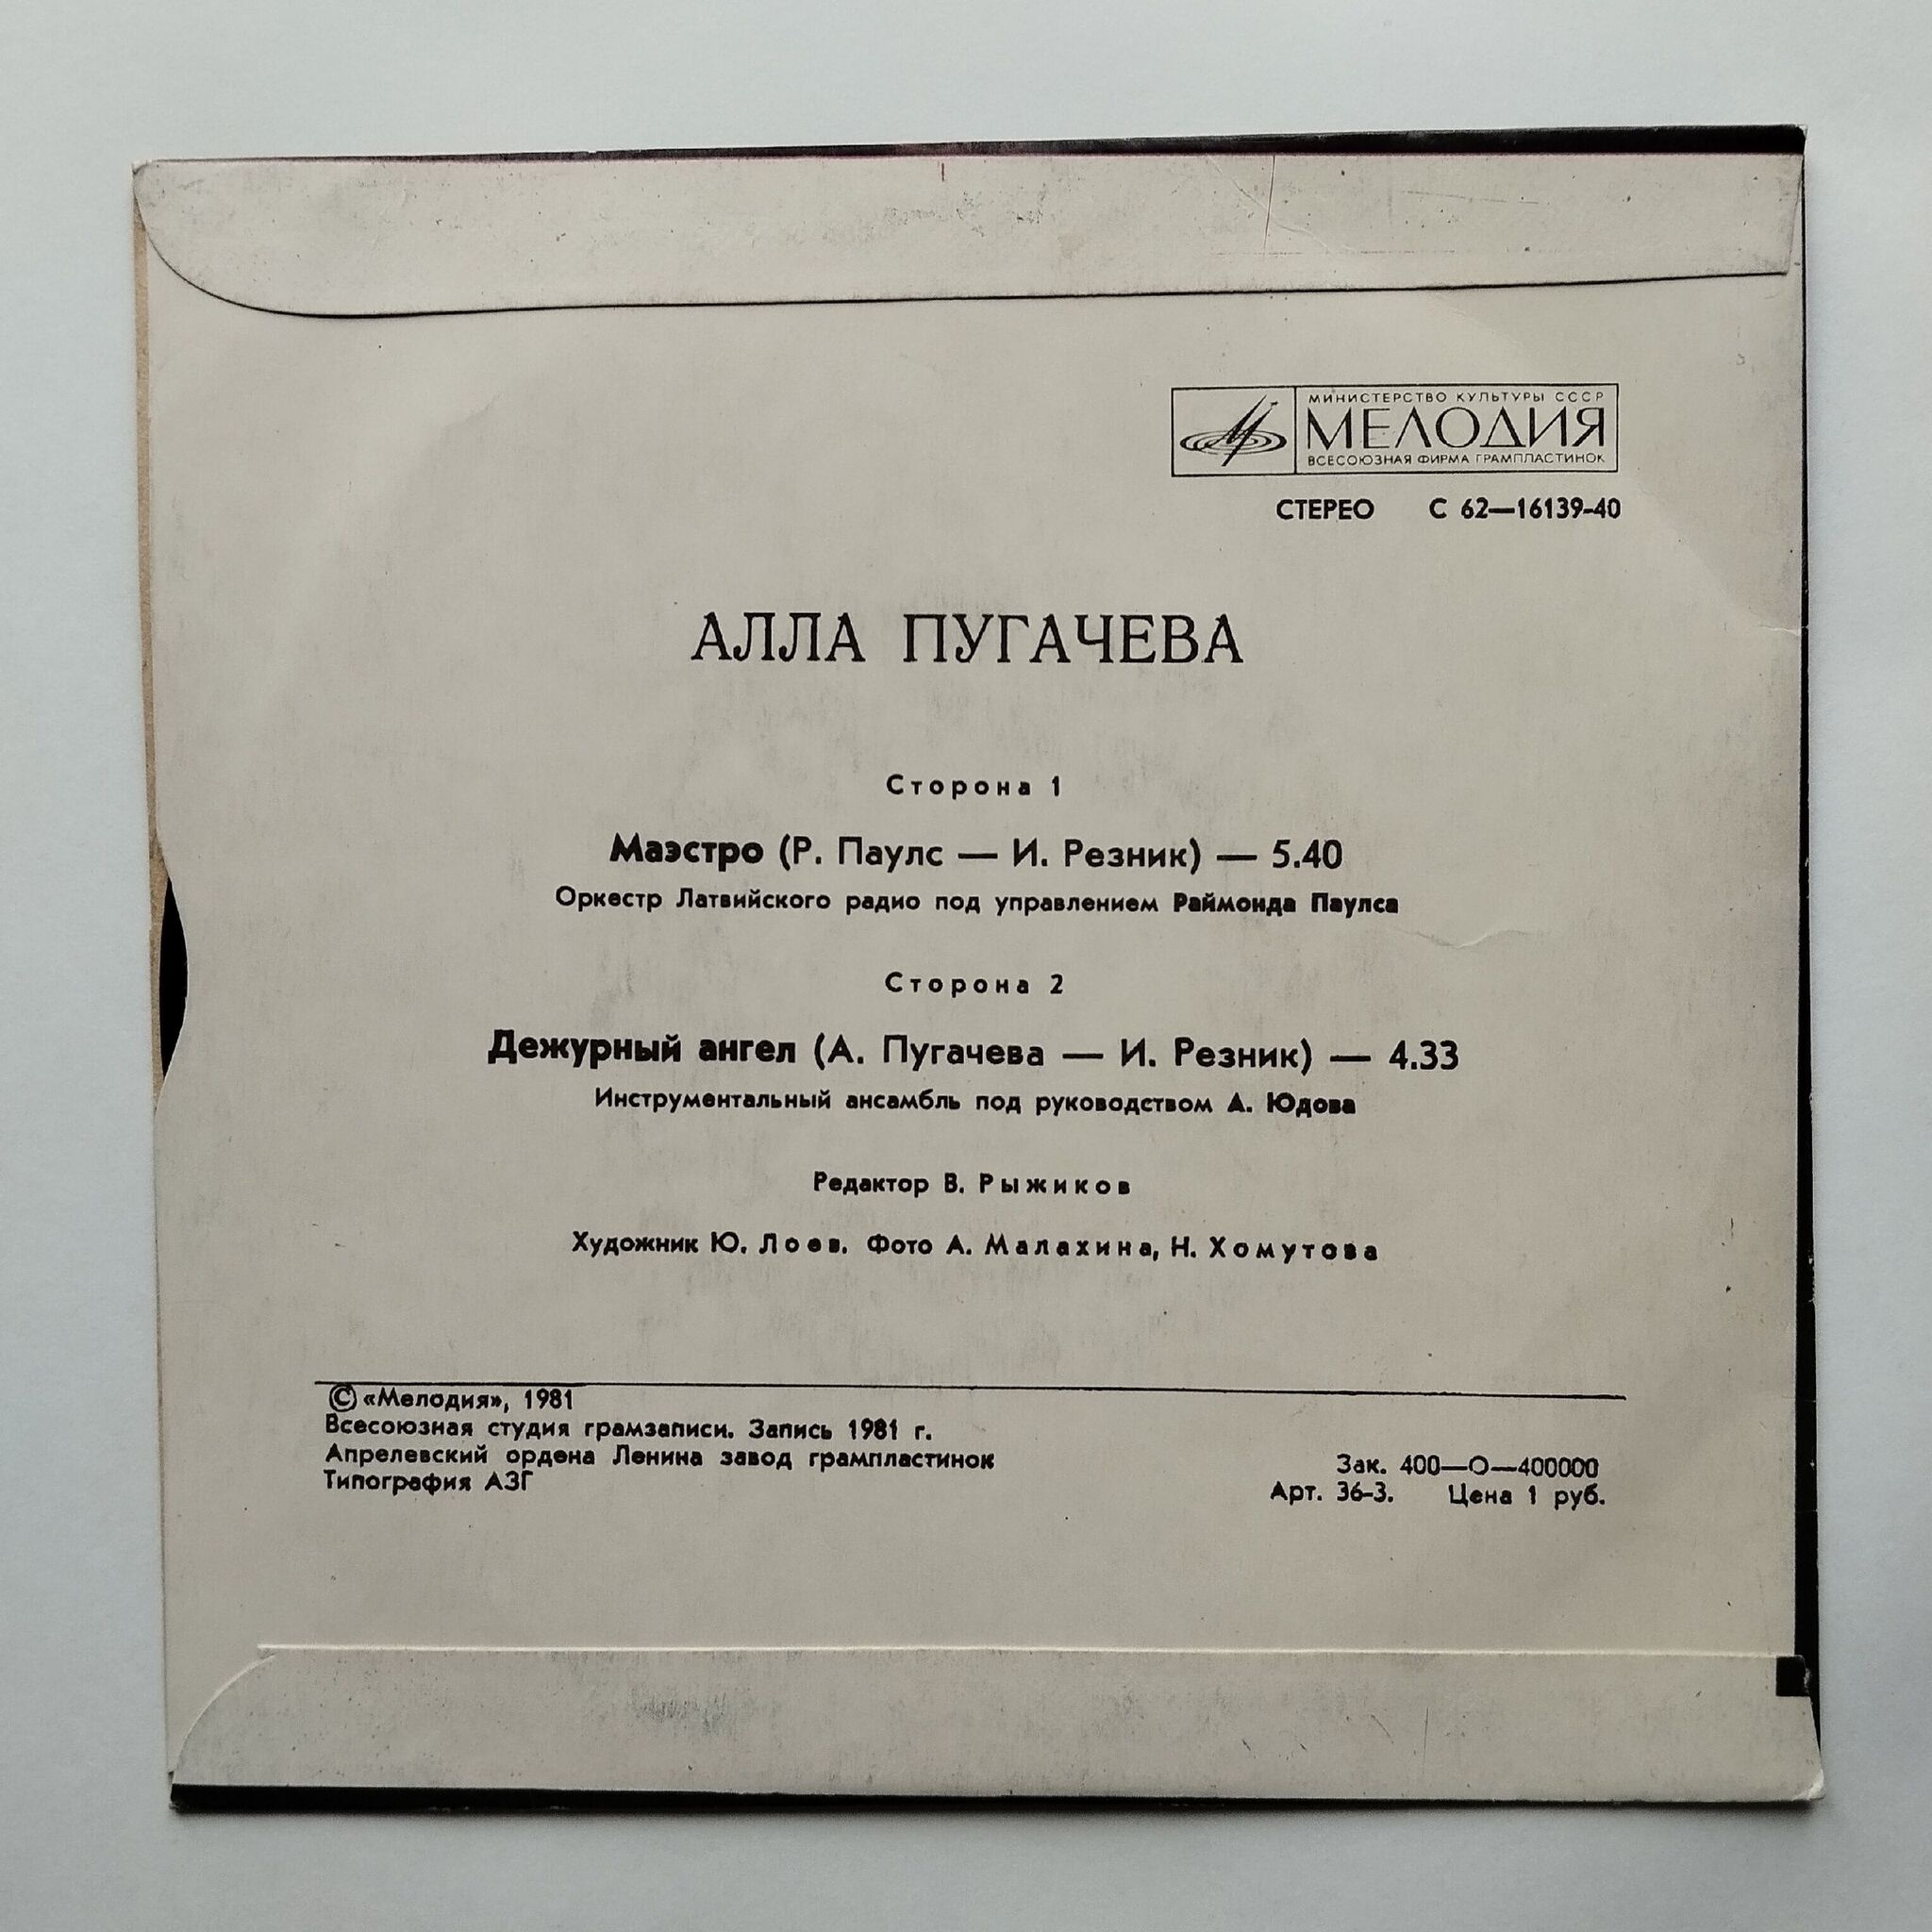 МИНИСТЕРСТВО КУЛЬТУРЫ СССР
МЕЛОДИЯ
ВСЕСОЮЗНАЯ ФИРМА ГРАМПЛАСТИНОК
СТЕРЕО С 62—16139-40
АЛЛА ПУГАЧЕВА
Сторона 1
Маэстро (Р. Паулс — И. Резник) — 5.40
Оркестр Латвийского радио под управлением Раймонда Паулса
Сторона 2
Дежурный ангел (А. Пугачева — И. Резник) — 4.33
Инструментальный ансамбль под руководством А. Юдова
Редактор В. Рыжиков
Художник Ю. Лоев. Фото А. Малахина, Н. Хомутова
© «Мелодия», 1981
Всесоюзная студия грамзаписи. Запись 1981 г.
Апрелевский ордена Ленина завод грампластинок
Типография АЗГ
Зак. 400—О—400000
Арт. 36-3. Цена 1 руб.